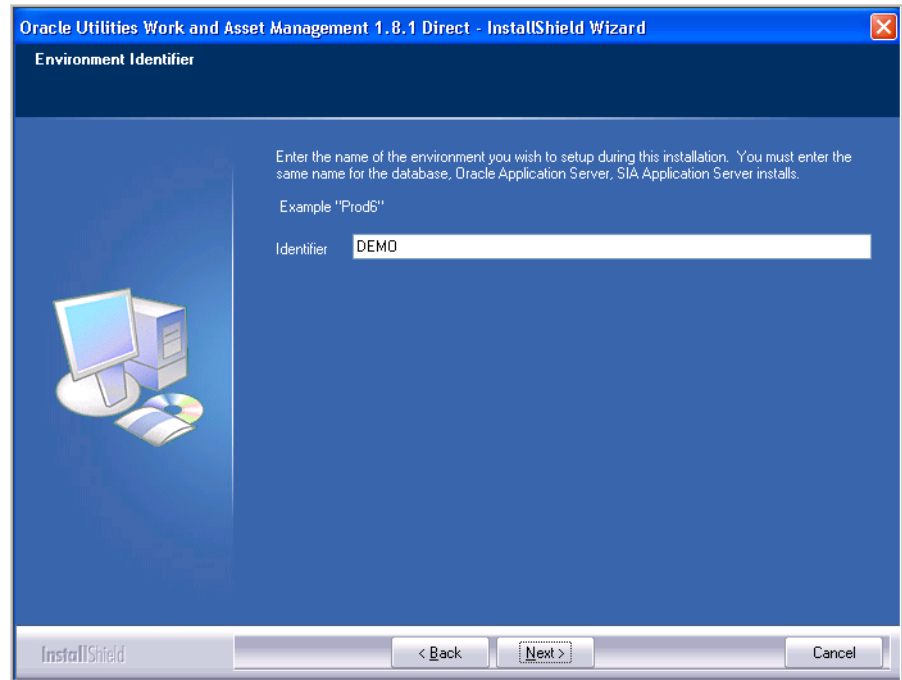 Oracle Utilities Work and Asset Management 1.8.1 Direct - InstallShield Wizard
Environment Identifier
Enter the name of the environment you wish to setup during this installation. You must enter the
same name for the database, Oracle Application Server, SIA Application Server installs.
Example "Prod6"
Identifier DEMO
InstallShield
< Back Next > Cancel